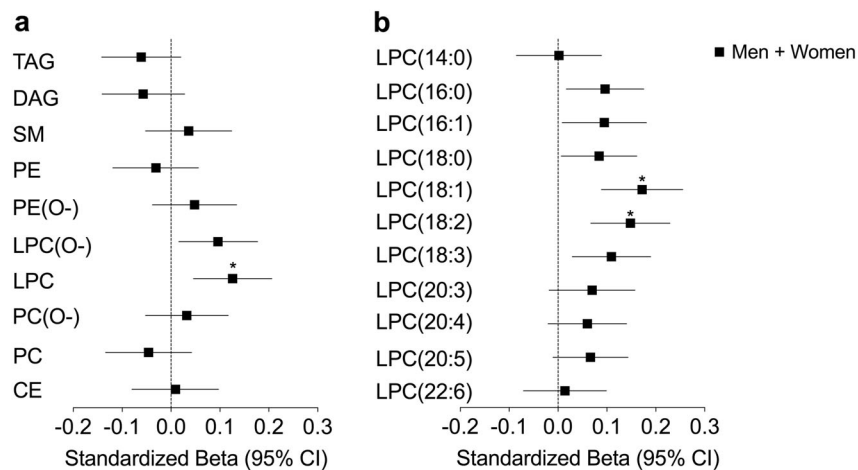 a
TAG
DAG
SM
PE
PE(O-)
LPC(O-)
LPC
*
PC(O-)
PC
CE
-0.2 -0.1 0.0 0.1 0.2 0.3
Standardized Beta (95% CI)
b
LPC(14:0)
LPC(16:0)
LPC(16:1)
LPC(18:0)
LPC(18:1)
*
LPC(18:2)
*
LPC(18:3)
LPC(20:3)
LPC(20:4)
LPC(20:5)
LPC(22:6)
-0.2 -0.1 0.0 0.1 0.2 0.3
Standardized Beta (95% CI)
Men + Women